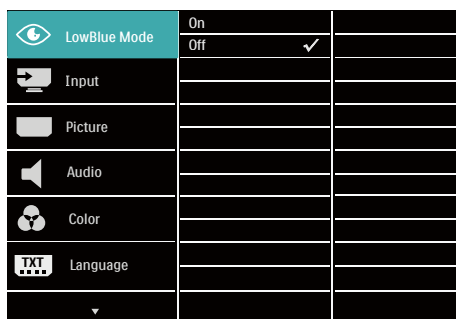 LowBlue Mode
On
Off
Input
Picture
Audio
Color
TXT
Language